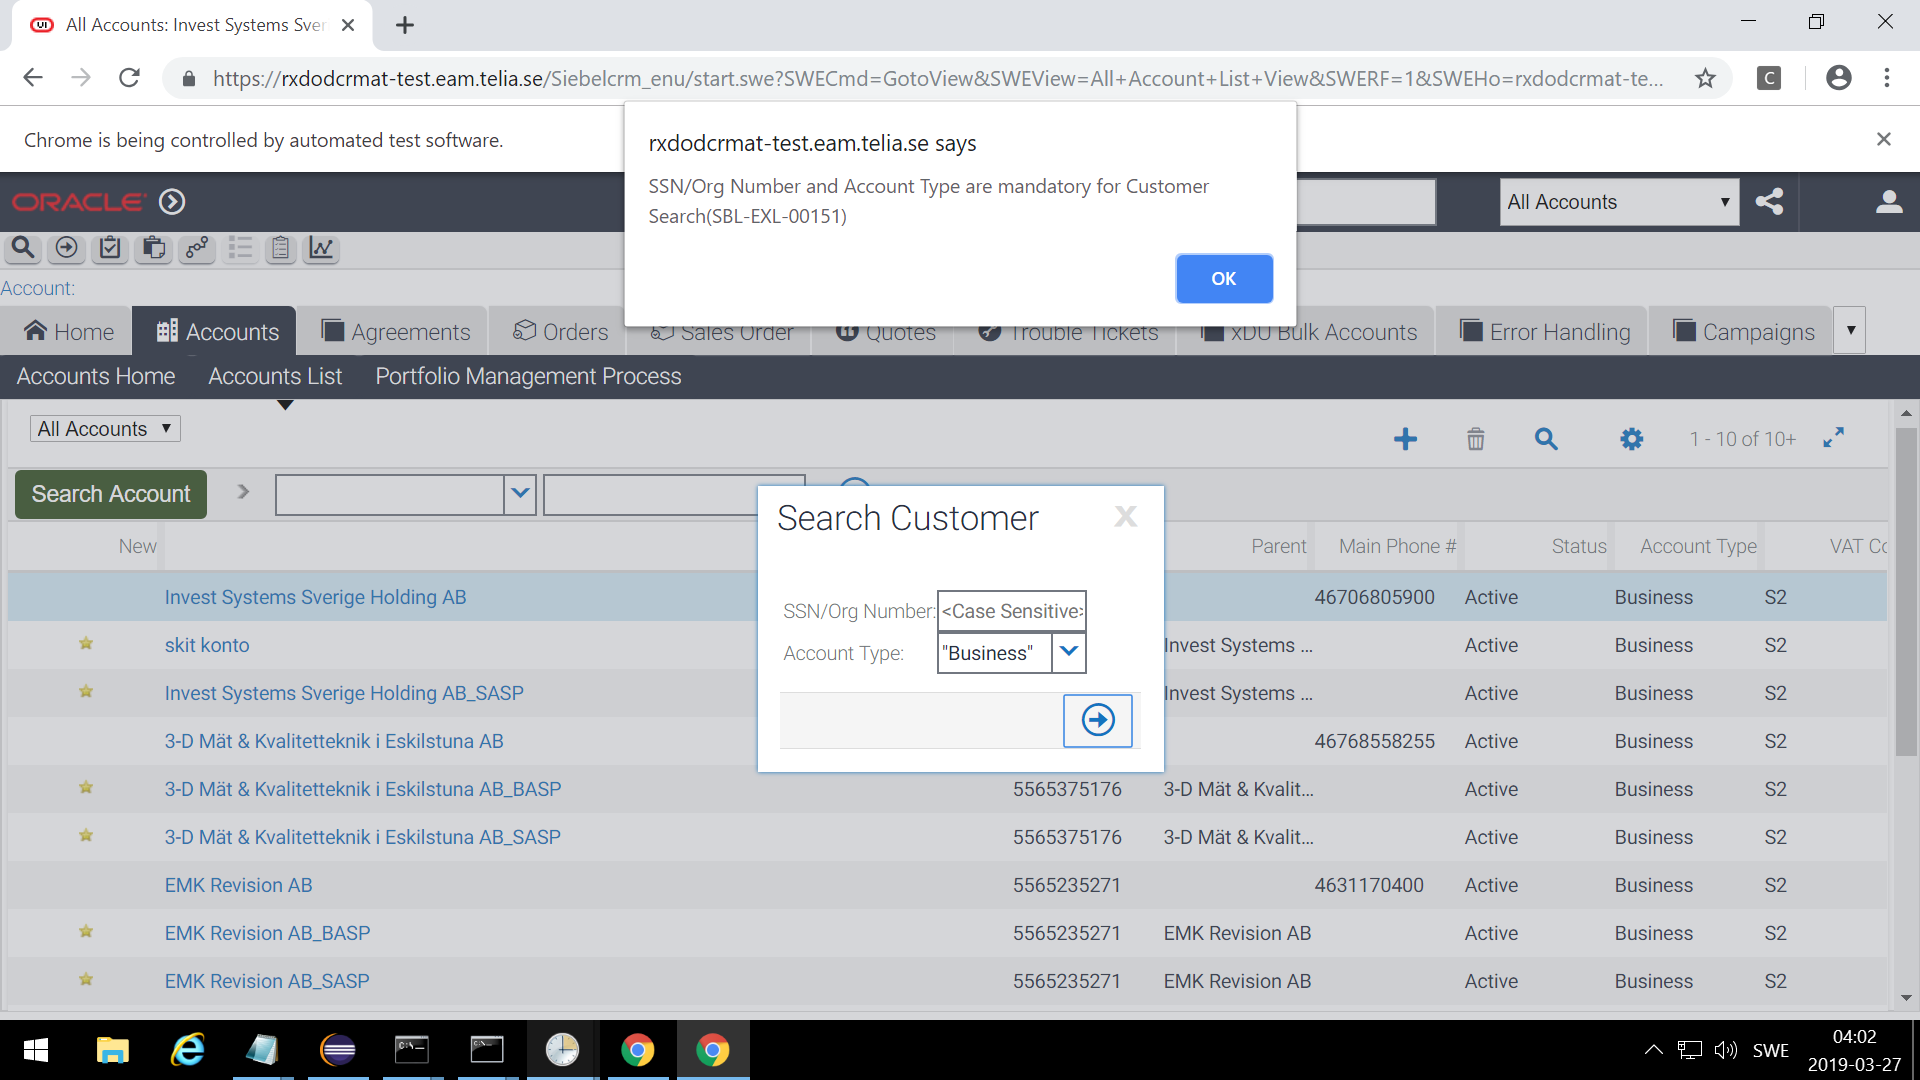 All Accounts: Invest Systems Sver
https://rxdodcrmat-test.eam.telia.se/Siebelcrm_enu/start.swe?SWECmd=GotoView&SWEView=All+Account+List+View&SWERF=1&SWEHo=rxdodcrmat-te...
C
Chrome is being controlled by automated test software.
rxdodcrmat-test.eam.telia.se says
SSN/Org Number and Account Type are mandatory for Customer
Search(SBL-EXL-00151)
OK
ORACLE
All Accounts
Account:
Home Accounts Agreements Orders Sales Order Quotes Trouble Tickets xDU Bulk Accounts Error Handling Campaigns
Accounts Home Accounts List Portfolio Management Process
All Accounts
1 - 10 of 10+
Search Account
Search Customer X
SSN/Org Number: <Case Sensitive>
Account Type: "Business"
New Parent Main Phone # Status Account Type VAT Co
Invest Systems Sverige Holding AB 46706805900 Active Business S2
skit konto Invest Systems ... Active Business S2
Invest Systems Sverige Holding AB_SASP Invest Systems ... Active Business S2
3-D Mät & Kvalitetteknik i Eskilstuna AB 46768558255 Active Business S2
3-D Mät & Kvalitetteknik i Eskilstuna AB_BASP 5565375176 3-D Mät & Kvalit... Active Business S2
3-D Mät & Kvalitetteknik i Eskilstuna AB_SASP 5565375176 3-D Mät & Kvalit... Active Business S2
EMK Revision AB 5565235271 4631170400 Active Business S2
EMK Revision AB_BASP 5565235271 EMK Revision AB Active Business S2
EMK Revision AB_SASP 5565235271 EMK Revision AB Active Business S2
SWE
04:02
2019-03-27